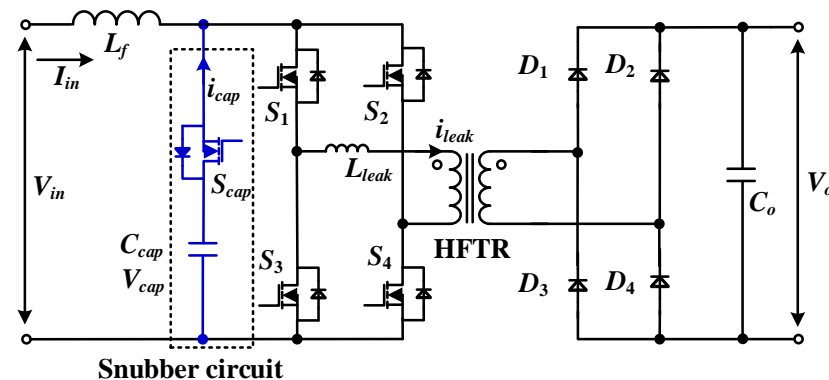 L_f
I_in
i_cap
S_1
S_2
D_1
D_2
i_leak
L_leak
V_in
S_cap
C_o
V_o
HFTR
C_cap
V_cap
S_3
S_4
D_3
D_4
Snubber circuit